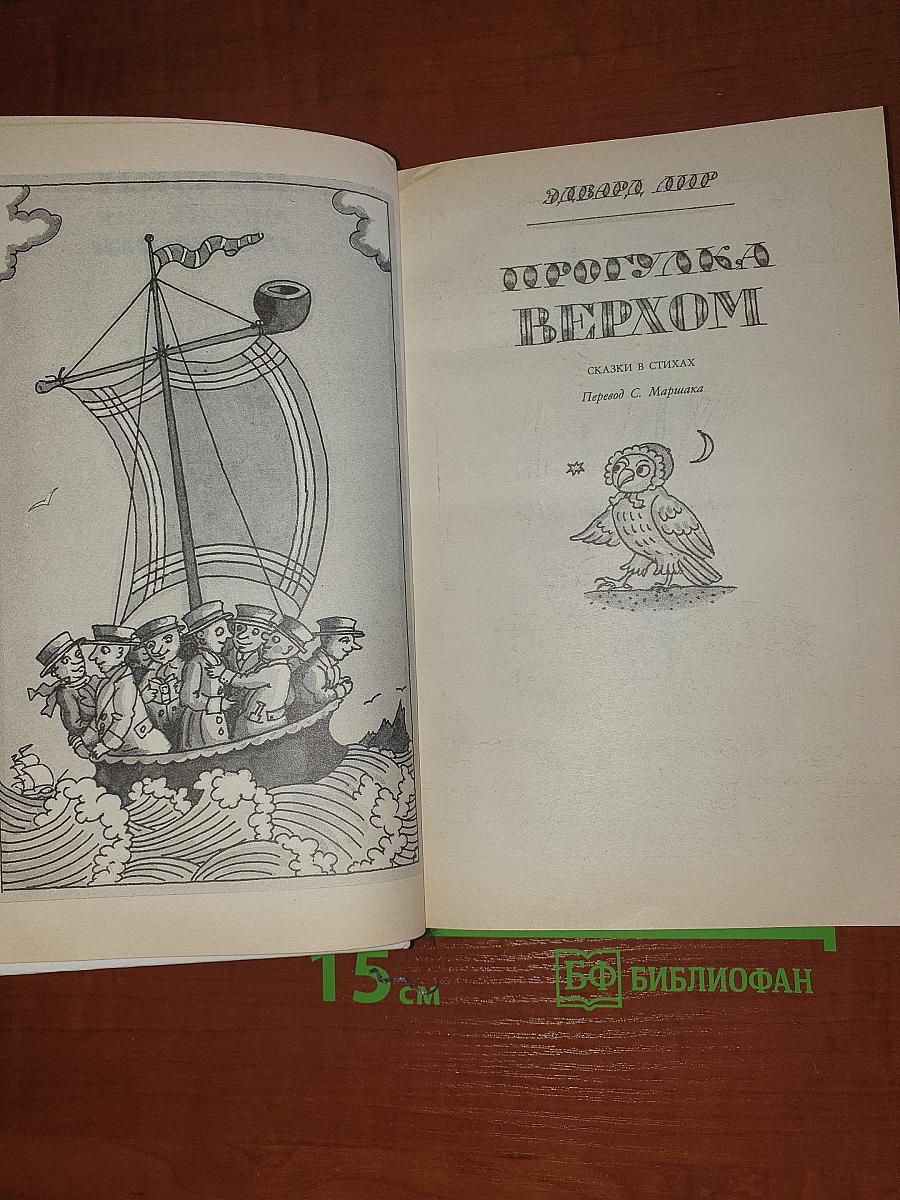 ЭДВАРД ЛИР
ПРОГУЛКА
ВЕРХОМ
СКАЗКИ В СТИХАХ
Перевод С. Маршака
15 см
БФ БИБЛИОФАН